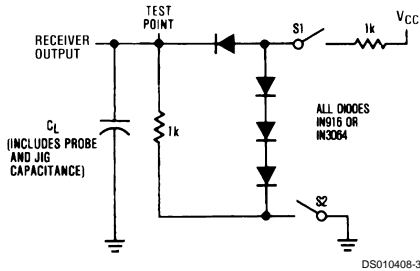 RECEIVER
OUTPUT
TEST
POINT
S1
1k
VCC
CL
(INCLUDES PROBE
AND JIG
CAPACITANCE)
1k
ALL DIODES
IN916 OR
IN3064
S2
DS010408-3